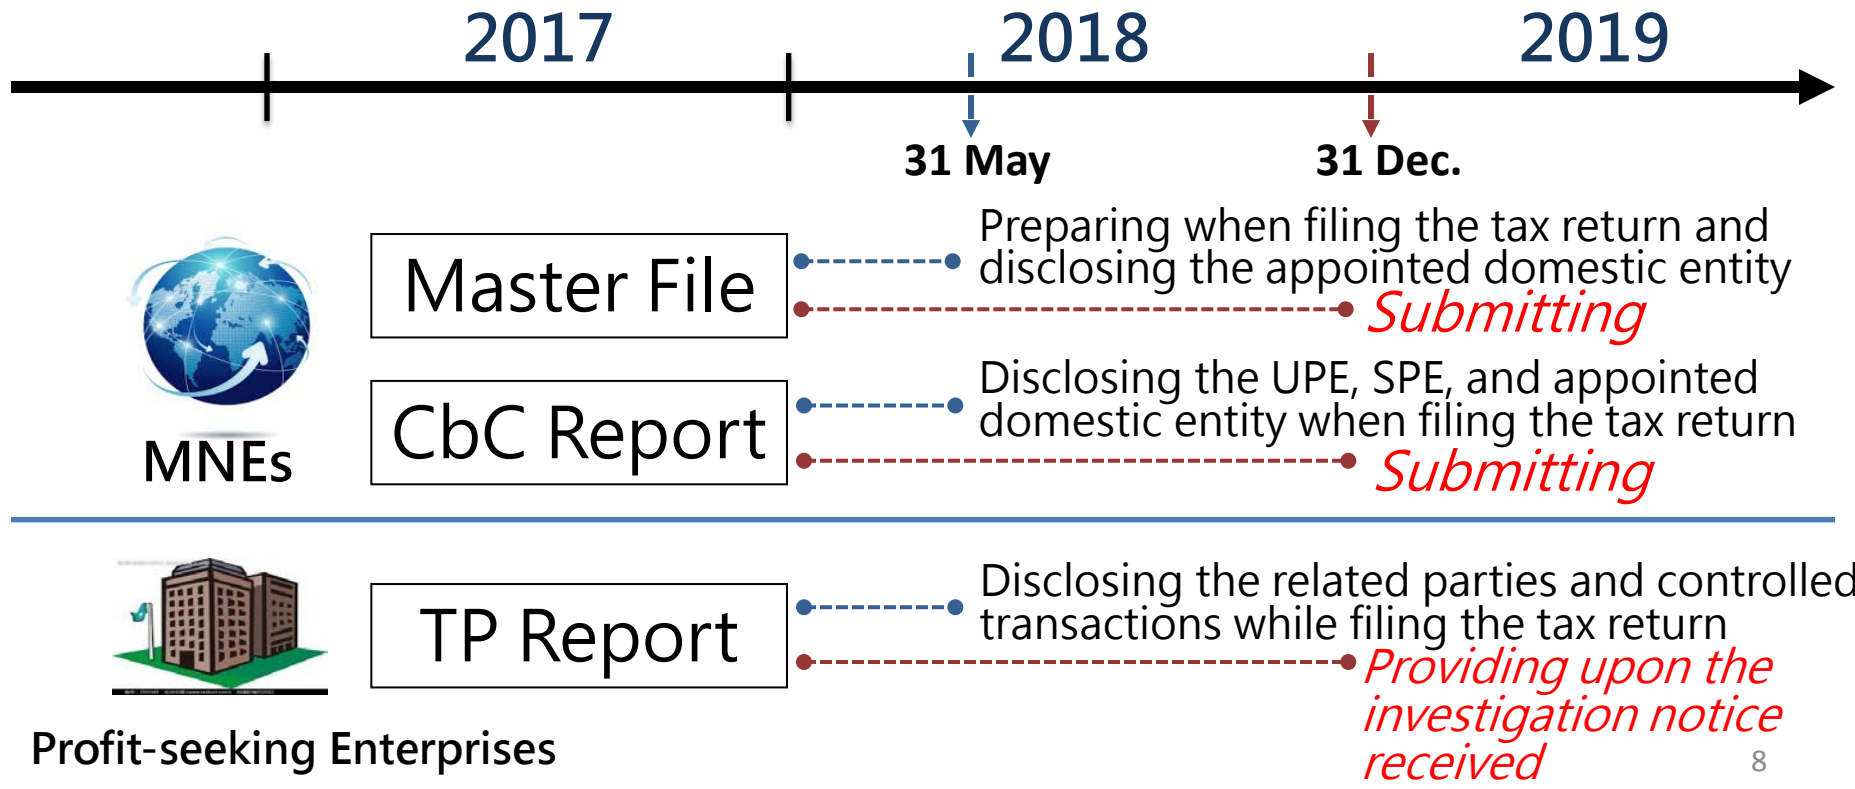 2017
2018
2019
31 May
31 Dec.
Master File
Preparing when filing the tax return and
disclosing the appointed domestic entity
Submitting
CbC Report
Disclosing the UPE, SPE, and appointed
domestic entity when filing the tax return
Submitting
MNEs
TP Report
Disclosing the related parties and controlled
transactions while filing the tax return
Providing upon the
investigation notice
received
Profit-seeking Enterprises
8